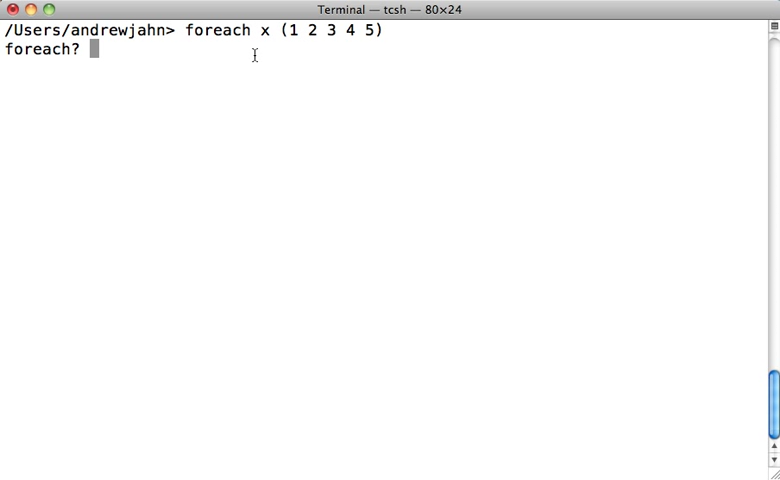 Terminal — tcsh — 80×24
/Users/andrewjahn> foreach x (1 2 3 4 5)
foreach?